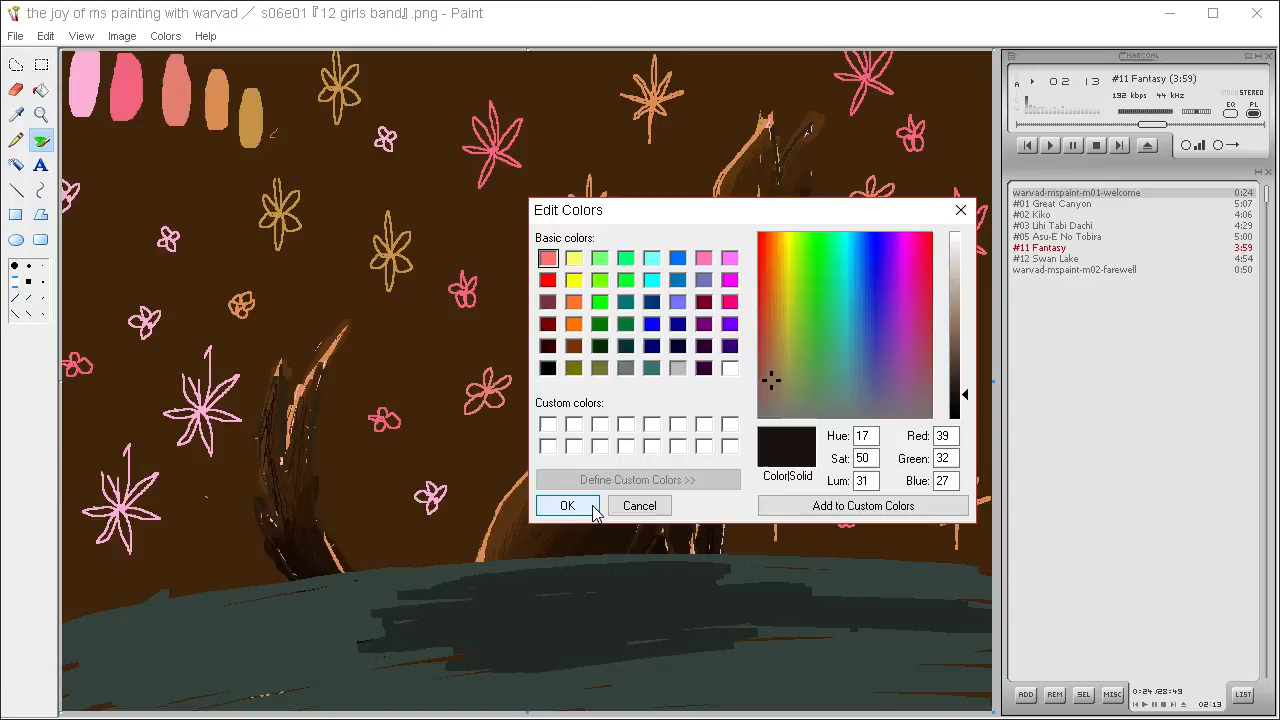 the joy of ms painting with warvad ／ s06e01『12 girls band』.png - Paint
File Edit View Image Colors Help
CHARCOAL
02 13
#11 Fantasy (3:59)
192 kbps 44 kHz
STEREO
EQ PL
warvad-mspaint-m01-welcome 0:24
#01 Great Canyon 5:07
#02 Kiko 4:06
#03 Lihi Tabi Dachi 4:29
#05 Asu-E No Tobira 5:00
#11 Fantasy 3:59
#12 Swan Lake 4:54
warvad-mspaint-m02-farewell 0:50
Edit Colors
Basic colors:
Custom colors:
Define Custom Colors >>
OK
Cancel
Color|Solid
Hue: 17
Sat: 50
Lum: 31
Red: 39
Green: 32
Blue: 27
Add to Custom Colors
ADD REM SEL MISC
0:24/28:49
02:13
LIST